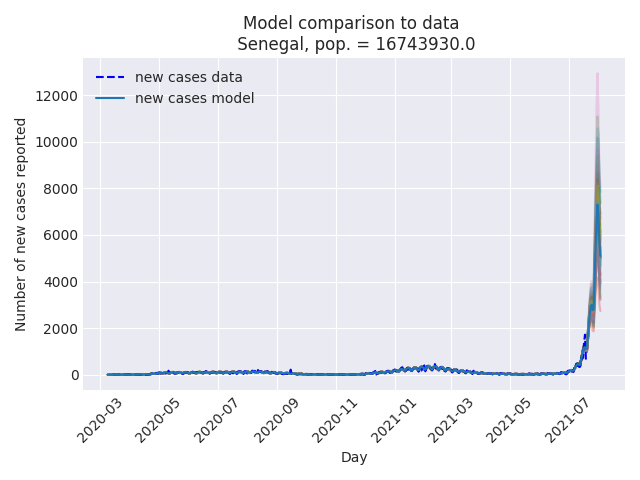 Model comparison to data
Senegal, pop. = 16743930.0
new cases data
new cases model
Number of new cases reported
12000
10000
8000
6000
4000
2000
0
2020-03
2020-05
2020-07
2020-09
2020-11
2021-01
2021-03
2021-05
2021-07
Day